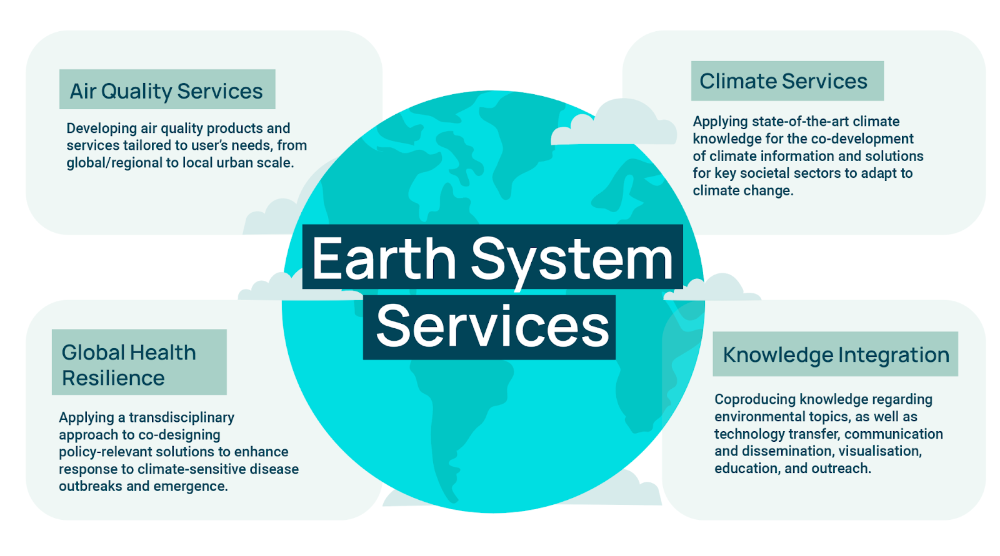 Air Quality Services
Developing air quality products and
services tailored to user's needs, from
global/regional to local urban scale.
Climate Services
Applying state-of-the-art climate
knowledge for the co-development
of climate information and solutions
for key societal sectors to adapt to
climate change.
Earth System
Services
Global Health
Resilience
Applying a transdisciplinary
approach to co-designing
policy-relevant solutions to enhance
response to climate-sensitive disease
outbreaks and emergence.
Knowledge Integration
Coproducing knowledge regarding
environmental topics, as well as
technology transfer, communication
and dissemination, visualisation,
education, and outreach.